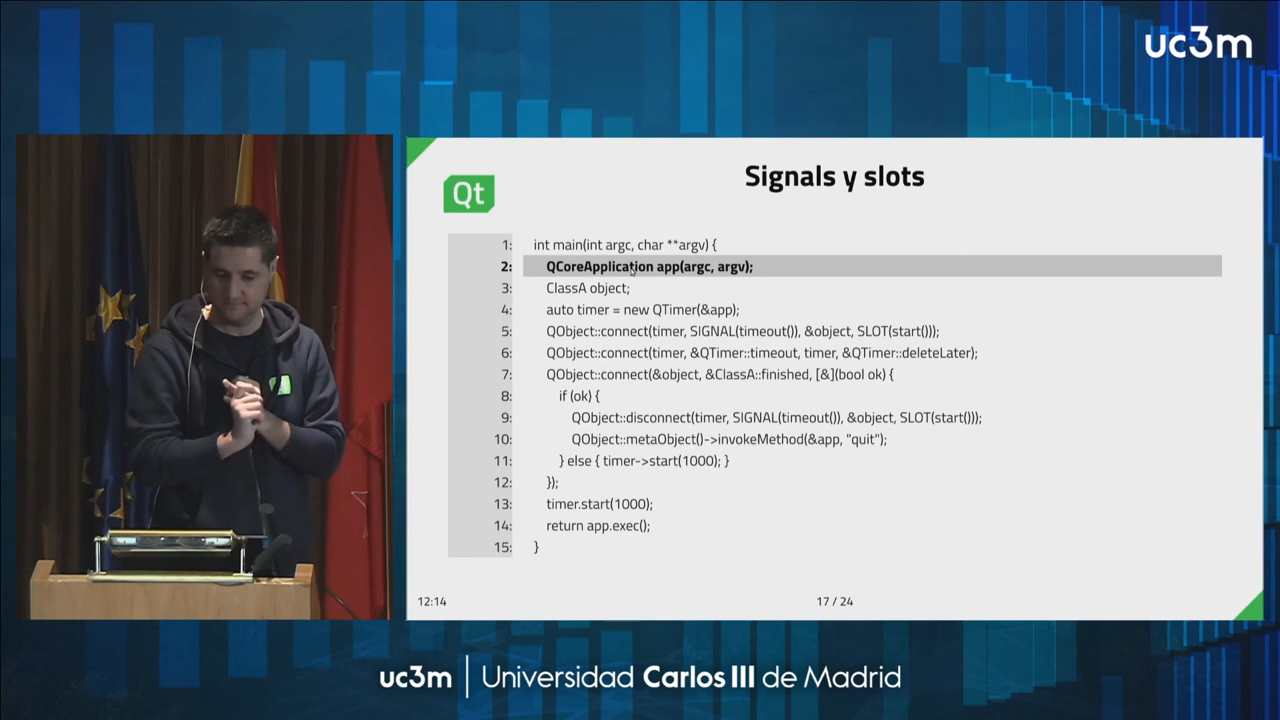 uc3m
Signals y slots
Qt
1: int main(int argc, char **argv) {
2: QCoreApplication app(argc, argv);
3: ClassA object;
4: auto timer = new QTimer(&app);
5: QObject::connect(timer, SIGNAL(timeout()), &object, SLOT(start()));
6: QObject::connect(timer, &QTimer::timeout, timer, &QTimer::deleteLater);
7: QObject::connect(&object, &ClassA::finished, [&](bool ok) {
8: if (ok) {
9: QObject::disconnect(timer, SIGNAL(timeout()), &object, SLOT(start()));
10: QObject::metaObject()->invokeMethod(&app, "quit");
11: } else { timer->start(1000); }
12: });
13: timer.start(1000);
14: return app.exec();
15: }
12:14
17 / 24
uc3m | Universidad Carlos III de Madrid